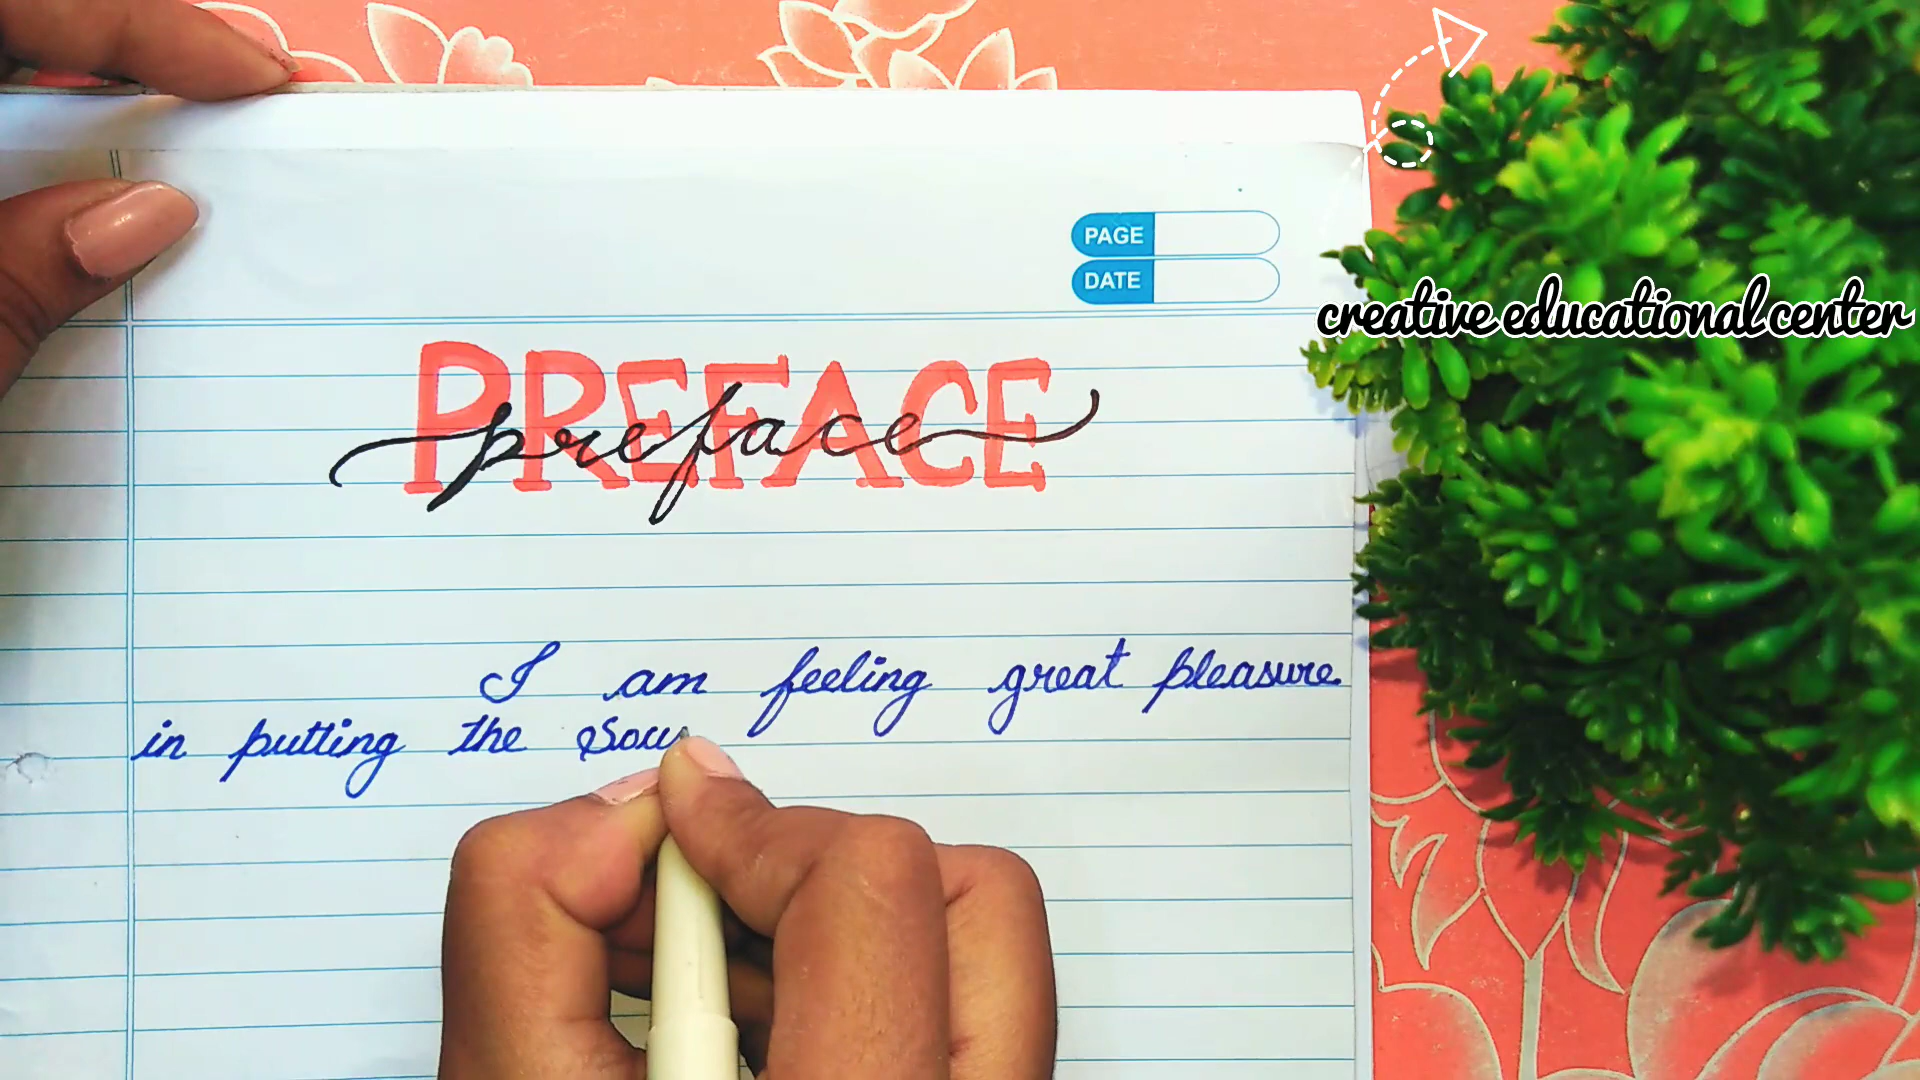 PAGE
DATE
creative educational center
PREFACE
preface
I am feeling great pleasure
in putting the